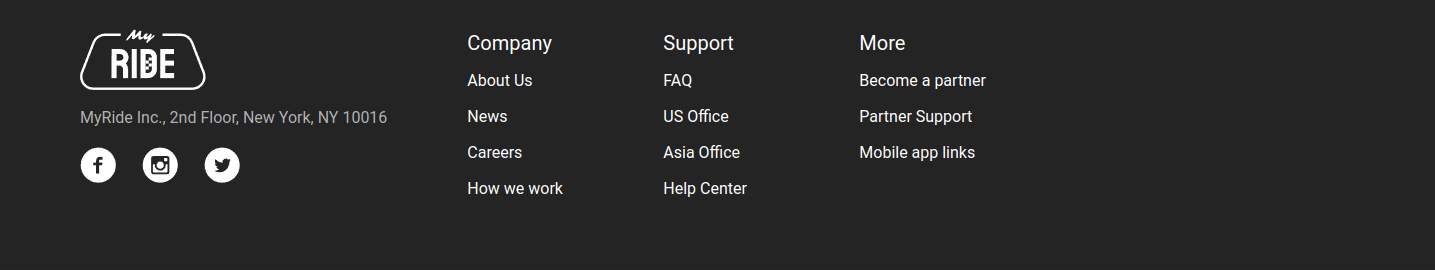 My
RIDE
MyRide Inc., 2nd Floor, New York, NY 10016
Company
About Us
News
Careers
How we work
Support
FAQ
US Office
Asia Office
Help Center
More
Become a partner
Partner Support
Mobile app links